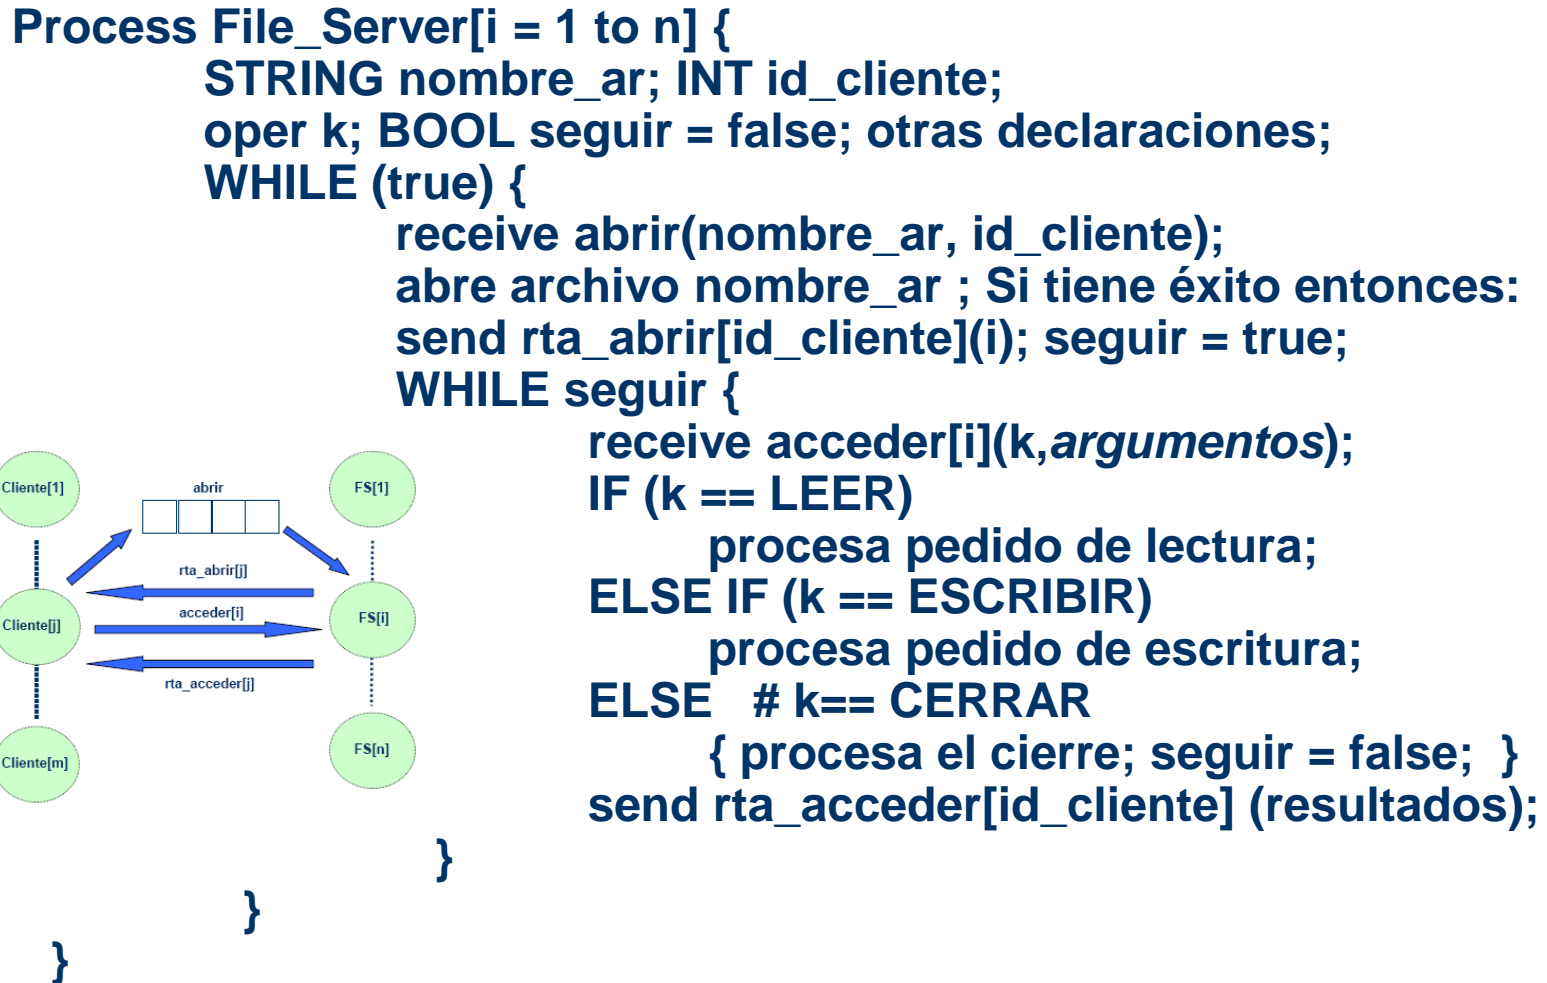 Process File_Server[i = 1 to n] {
STRING nombre_ar; INT id_cliente;
oper k; BOOL seguir = false; otras declaraciones;
WHILE (true) {
receive abrir(nombre_ar, id_cliente);
abre archivo nombre_ar ; Si tiene éxito entonces:
send rta_abrir[id_cliente](i); seguir = true;
WHILE seguir {
receive acceder[i](k,argumentos);
IF (k == LEER)
procesa pedido de lectura;
ELSE IF (k == ESCRIBIR)
procesa pedido de escritura;
ELSE # k== CERRAR
{ procesa el cierre; seguir = false; }
send rta_acceder[id_cliente] (resultados);
}
}
}
Cliente[1]
abrir
FS[1]
rta_abrir[j]
acceder[i]
Cliente[j]
FS[i]
rta_acceder[j]
Cliente[m]
FS[n]